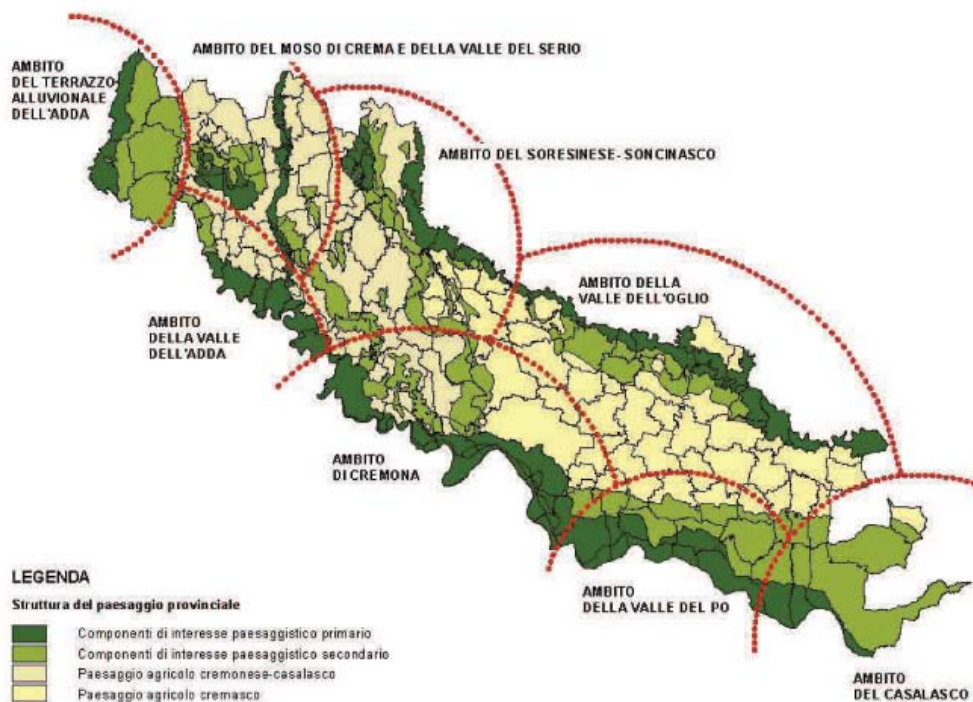 AMBITO
DEL TERRAZZO
ALLUVIONALE
DELL'ADDA
AMBITO DEL MOSO DI CREMA E DELLA VALLE DEL SERIO
AMBITO DEL SORESINESE- SONCINASCO
AMBITO DELLA
VALLE DELL'OGLIO
AMBITO
DELLA VALLE
DELL'ADDA
AMBITO
DI CREMONA
AMBITO
DELLA VALLE DEL PO
AMBITO
DEL CASALASCO
LEGENDA
Struttura del paesaggio provinciale
Componenti di interesse paesaggistico primario
Componenti di interesse paesaggistico secondario
Paesaggio agricolo cremonese-casalasco
Paesaggio agricolo cremasco